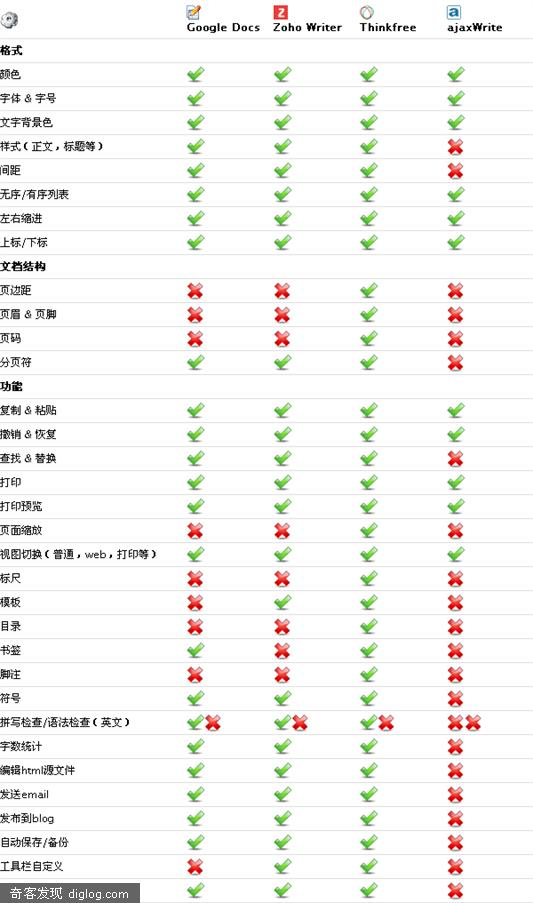 Google Docs Zoho Writer Thinkfree ajaxWrite
格式
颜色
字体 & 字号
文字背景色
样式（正文，标题等）
间距
无序/有序列表
左右缩进
上标/下标
文档结构
页边距
页眉 & 页脚
页码
分页符
功能
复制 & 粘贴
撤销 & 恢复
查找 & 替换
打印
打印预览
页面缩放
视图切换（普通，web，打印等）
标尺
模板
目录
书签
脚注
符号
拼写检查/语法检查（英文）
字数统计
编辑html源文件
发送email
发布到blog
自动保存/备份
工具栏自定义
奇客发现 diglog.com